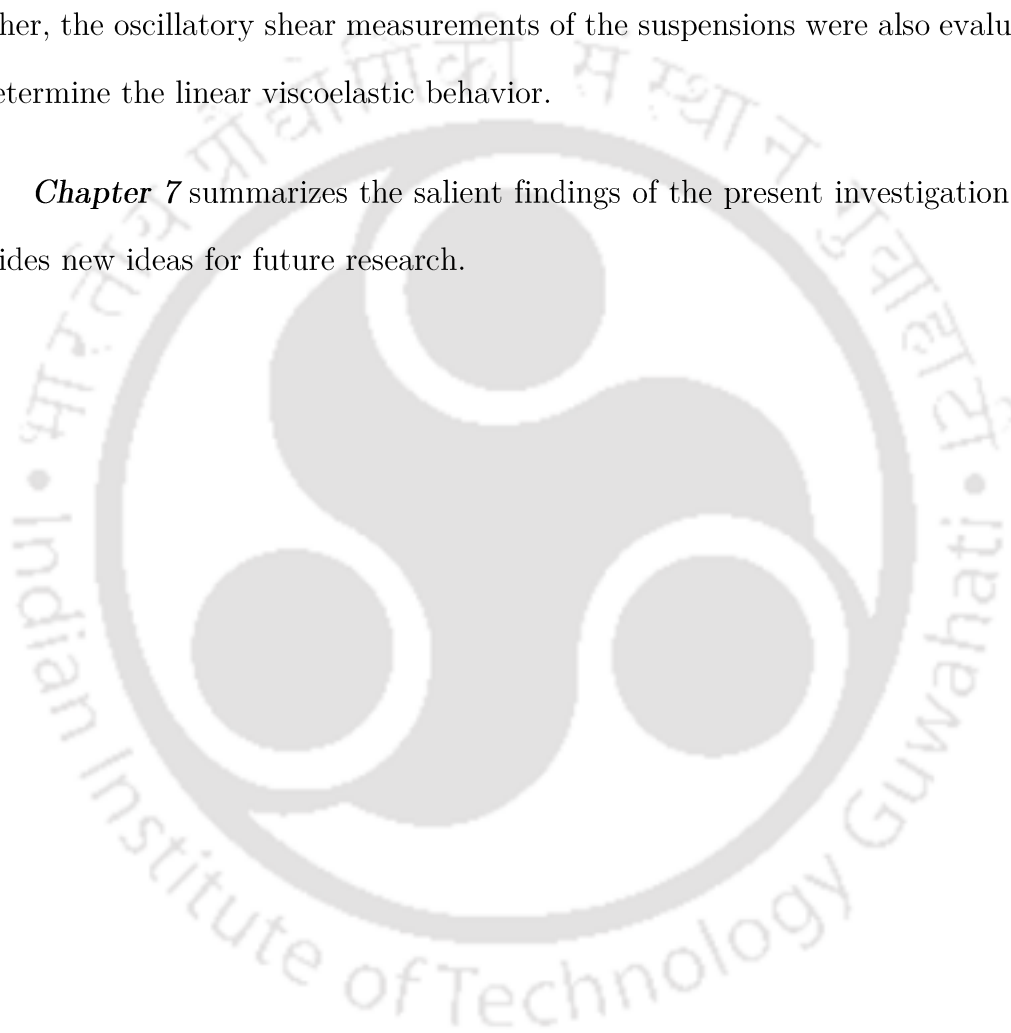 her, the oscillatory shear measurements of the suspensions were also evalu
etermine the linear viscoelastic behavior.
Chapter 7 summarizes the salient findings of the present investigation
ides new ideas for future research.
भारतीय प्रौद्योगिकी संस्थान गुवाहाटी
• Indian Institute of Technology Guwahati •